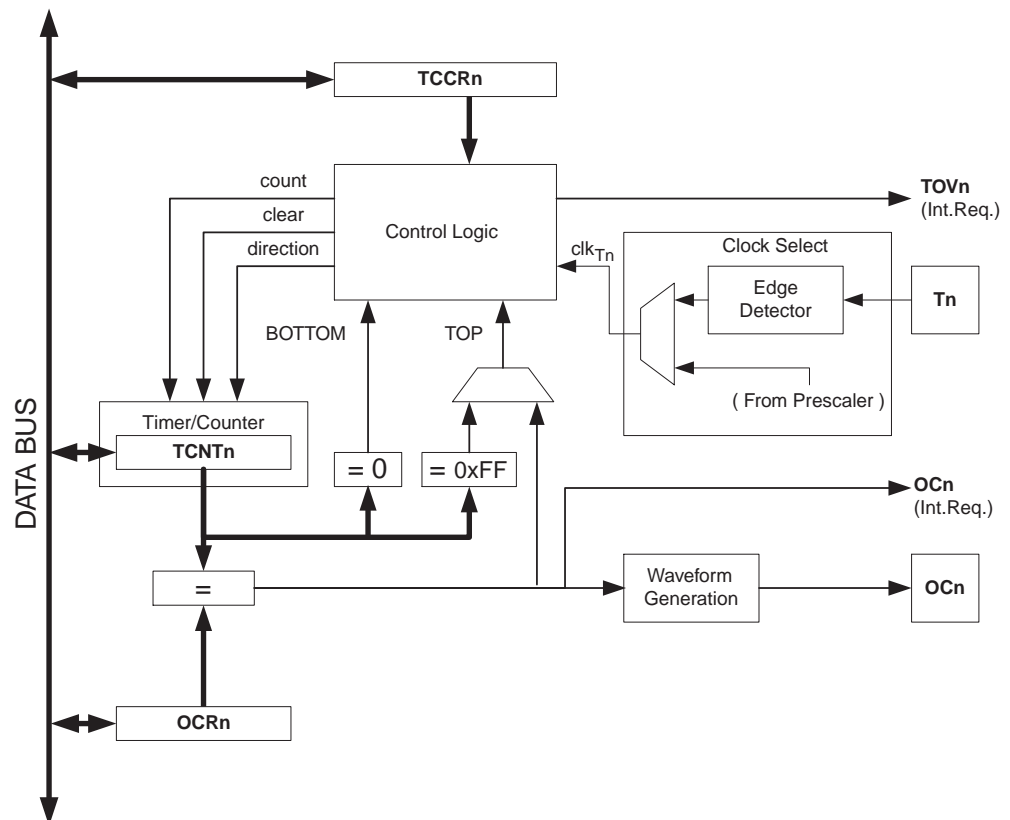 TCCRn
count
clear
direction
Control Logic
TOVn
(Int.Req.)
clkTn
Clock Select
Edge
Detector
Tn
BOTTOM
TOP
( From Prescaler )
Timer/Counter
TCNTn
= 0
= 0xFF
DATA BUS
OCn
(Int.Req.)
=
Waveform
Generation
OCn
OCRn